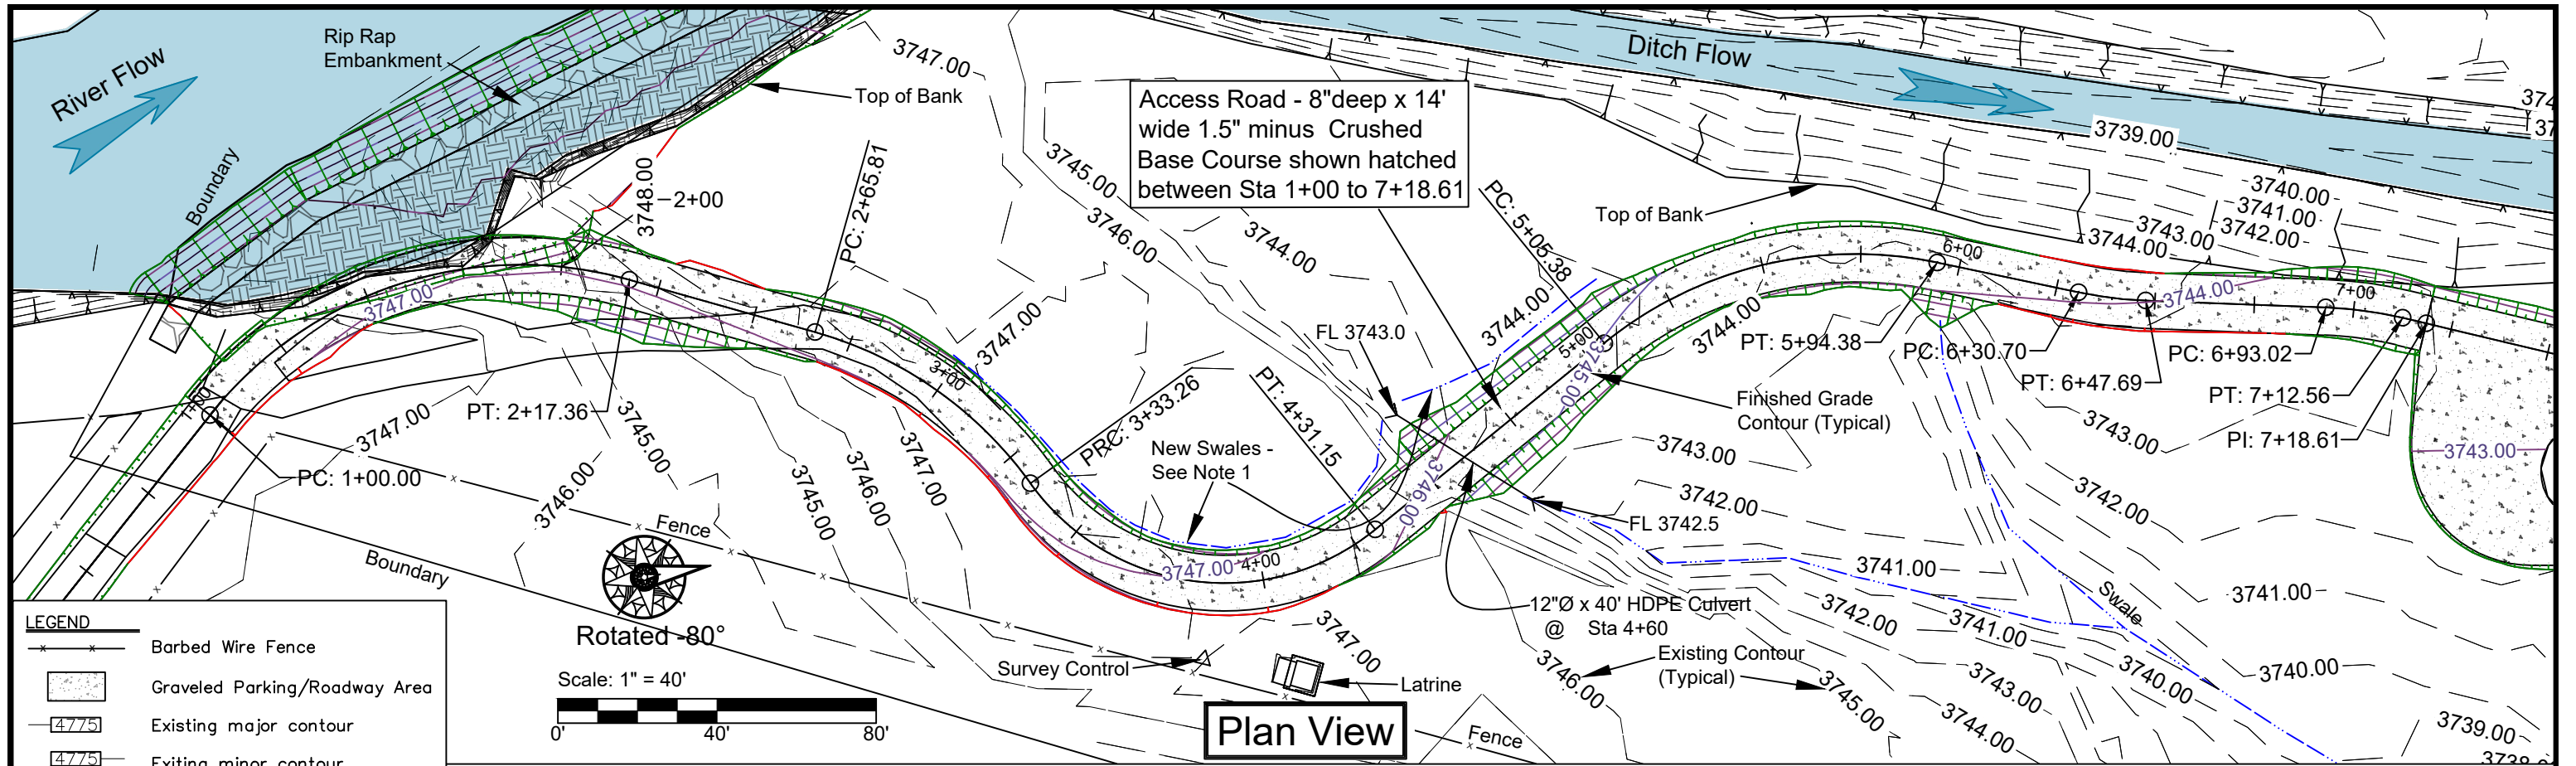 River Flow
Rip Rap
Embankment
Boundary
Top of Bank
3747.00
3748.00
2+00
PC: 2+65.81
3745.00
3746.00
3744.00
Access Road - 8"deep x 14'
wide 1.5" minus Crushed
Base Course shown hatched
between Sta 1+00 to 7+18.61
Ditch Flow
3739.00
3740.00
3741.00
3742.00
3743.00
3744.00
Top of Bank
PC: 5+05.38
3744.00
FL 3743.0
3747.00
3747.00
1+00
PC: 1+00.00
3747.00
PT: 2+17.36
3745.00
3746.00
3+00
3747.00
3745.00
3746.00
PRC: 3+33.26
New Swales -
See Note 1
PT: 4+31.15
3747.00
4+00
3746.00
5+00
3745.00
3744.00
Finished Grade
Contour (Typical)
6+00
PT: 5+94.38
PC: 6+30.70
PT: 6+47.69
3744.00
7+00
PC: 6+93.02
PT: 7+12.56
PI: 7+18.61
3743.00
3743.00
3743.00
3742.00
3742.00
FL 3742.5
3741.00
3741.00
Swale
3742.00
3741.00
3740.00
3740.00
3739.00
12"Ø x 40' HDPE Culvert
@ Sta 4+60
Existing Contour
(Typical)
3746.00
3745.00
3743.00
3744.00
3747.00
Survey Control
Latrine
Fence
Fence
Boundary
Rotated -80°
Scale: 1" = 40'
0'
40'
80'
Plan View
LEGEND
Barbed Wire Fence
Graveled Parking/Roadway Area
4775
Existing major contour
4775
Exiting minor contour